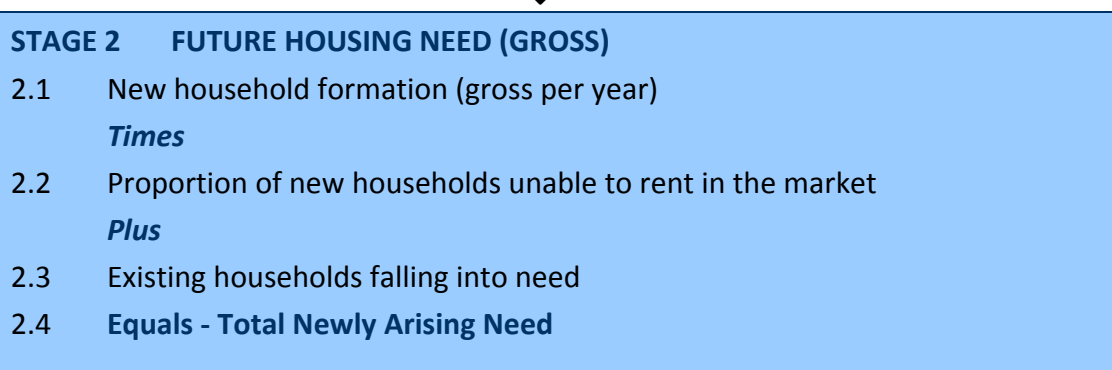 STAGE 2 FUTURE HOUSING NEED (GROSS)
2.1 New household formation (gross per year)
Times
2.2 Proportion of new households unable to rent in the market
Plus
2.3 Existing households falling into need
2.4 Equals - Total Newly Arising Need